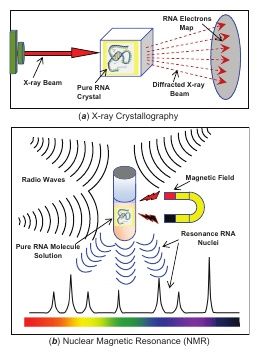 RNA Electrons
Map
X-ray Beam
Pure RNA
Crystal
Diffracted X-ray
Beam
(a) X-ray Crystallography
Radio Waves
Magnetic Field
Pure RNA Molecule
Solution
Resonance RNA
Nuclei
(b) Nuclear Magnetic Resonance (NMR)